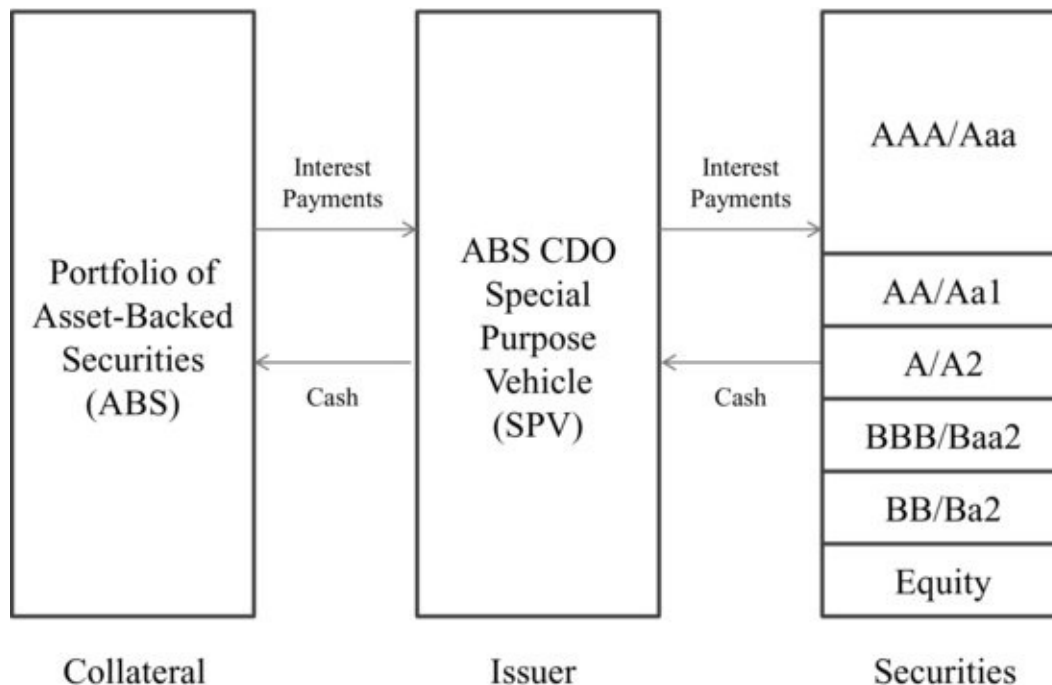 Portfolio of
Asset-Backed
Securities
(ABS)
Collateral
Interest
Payments
Cash
ABS CDO
Special
Purpose
Vehicle
(SPV)
Issuer
Interest
Payments
Cash
AAA/Aaa
AA/Aa1
A/A2
BBB/Baa2
BB/Ba2
Equity
Securities